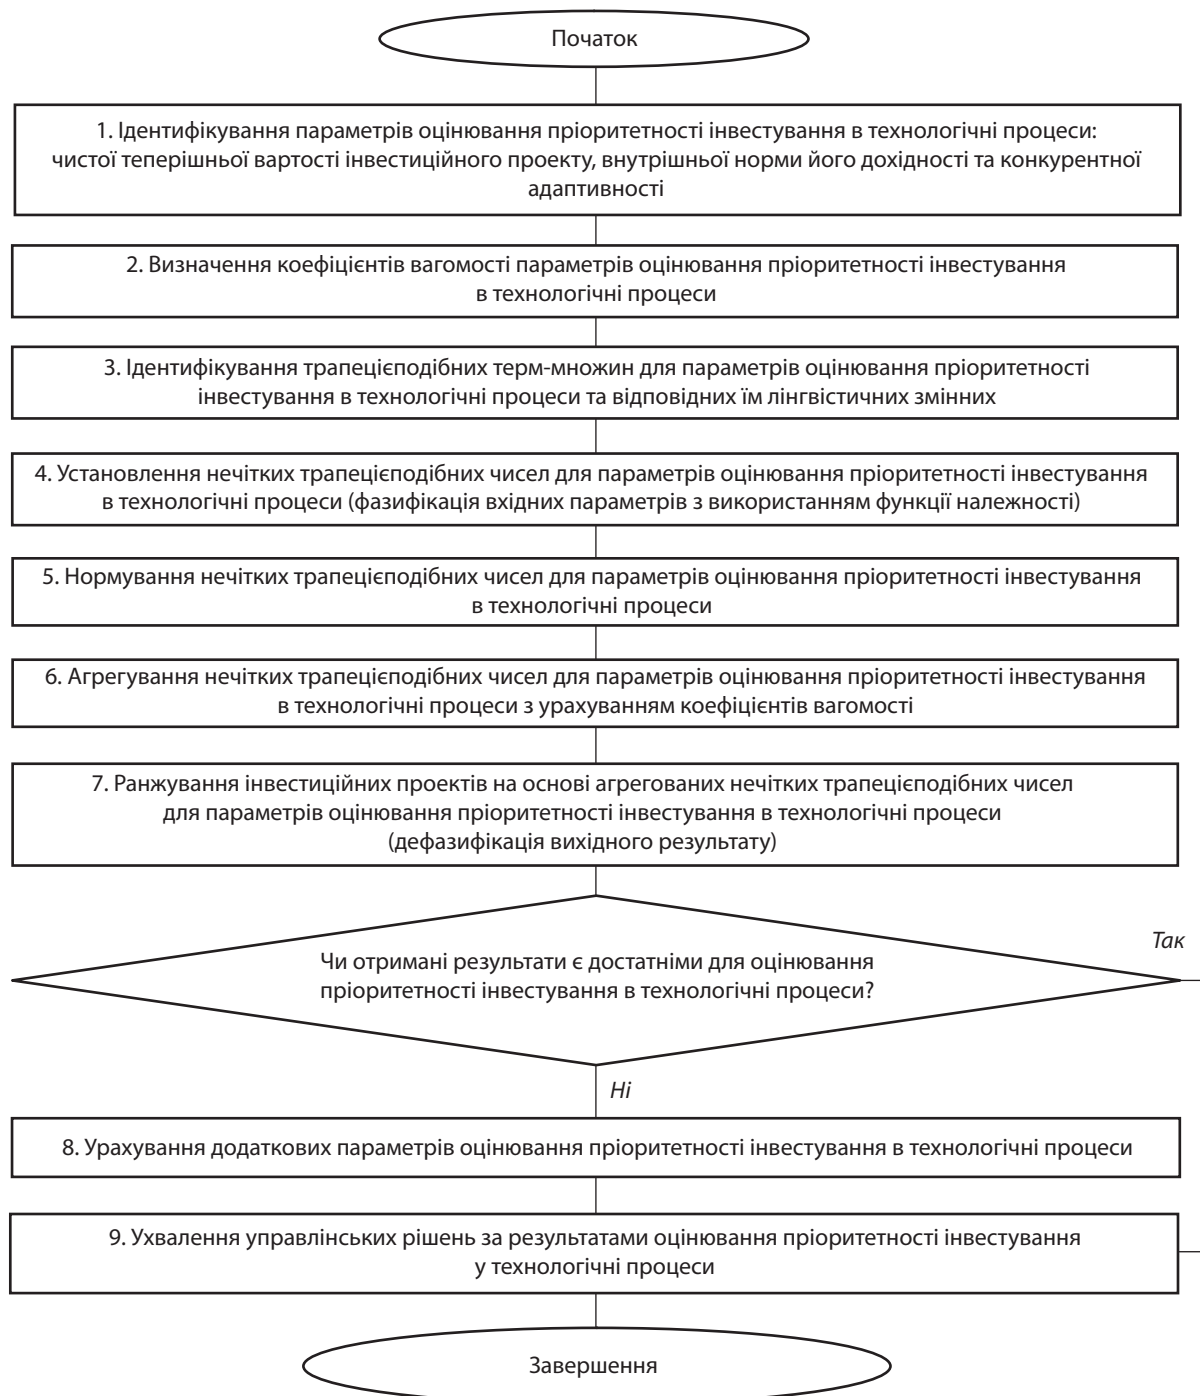 Початок
1. Ідентифікування параметрів оцінювання пріоритетності інвестування в технологічні процеси:
чистої теперішньої вартості інвестиційного проекту, внутрішньої норми його дохідності та конкурентної
адаптивності
2. Визначення коефіцієнтів вагомості параметрів оцінювання пріоритетності інвестування
в технологічні процеси
3. Ідентифікування трапецієподібних терм-множин для параметрів оцінювання пріоритетності
інвестування в технологічні процеси та відповідних їм лінгвістичних змінних
4. Установлення нечітких трапецієподібних чисел для параметрів оцінювання пріоритетності інвестування
в технологічні процеси (фазифікація вхідних параметрів з використанням функції належності)
5. Нормування нечітких трапецієподібних чисел для параметрів оцінювання пріоритетності інвестування
в технологічні процеси
6. Агрегування нечітких трапецієподібних чисел для параметрів оцінювання пріоритетності інвестування
в технологічні процеси з урахуванням коефіцієнтів вагомості
7. Ранжування інвестиційних проектів на основі агрегованих нечітких трапецієподібних чисел
для параметрів оцінювання пріоритетності інвестування в технологічні процеси
(дефазифікація вихідного результату)
Так
Чи отримані результати є достатніми для оцінювання
пріоритетності інвестування в технологічні процеси?
Ні
8. Урахування додаткових параметрів оцінювання пріоритетності інвестування в технологічні процеси
9. Ухвалення управлінських рішень за результатами оцінювання пріоритетності інвестування
у технологічні процеси
Завершення